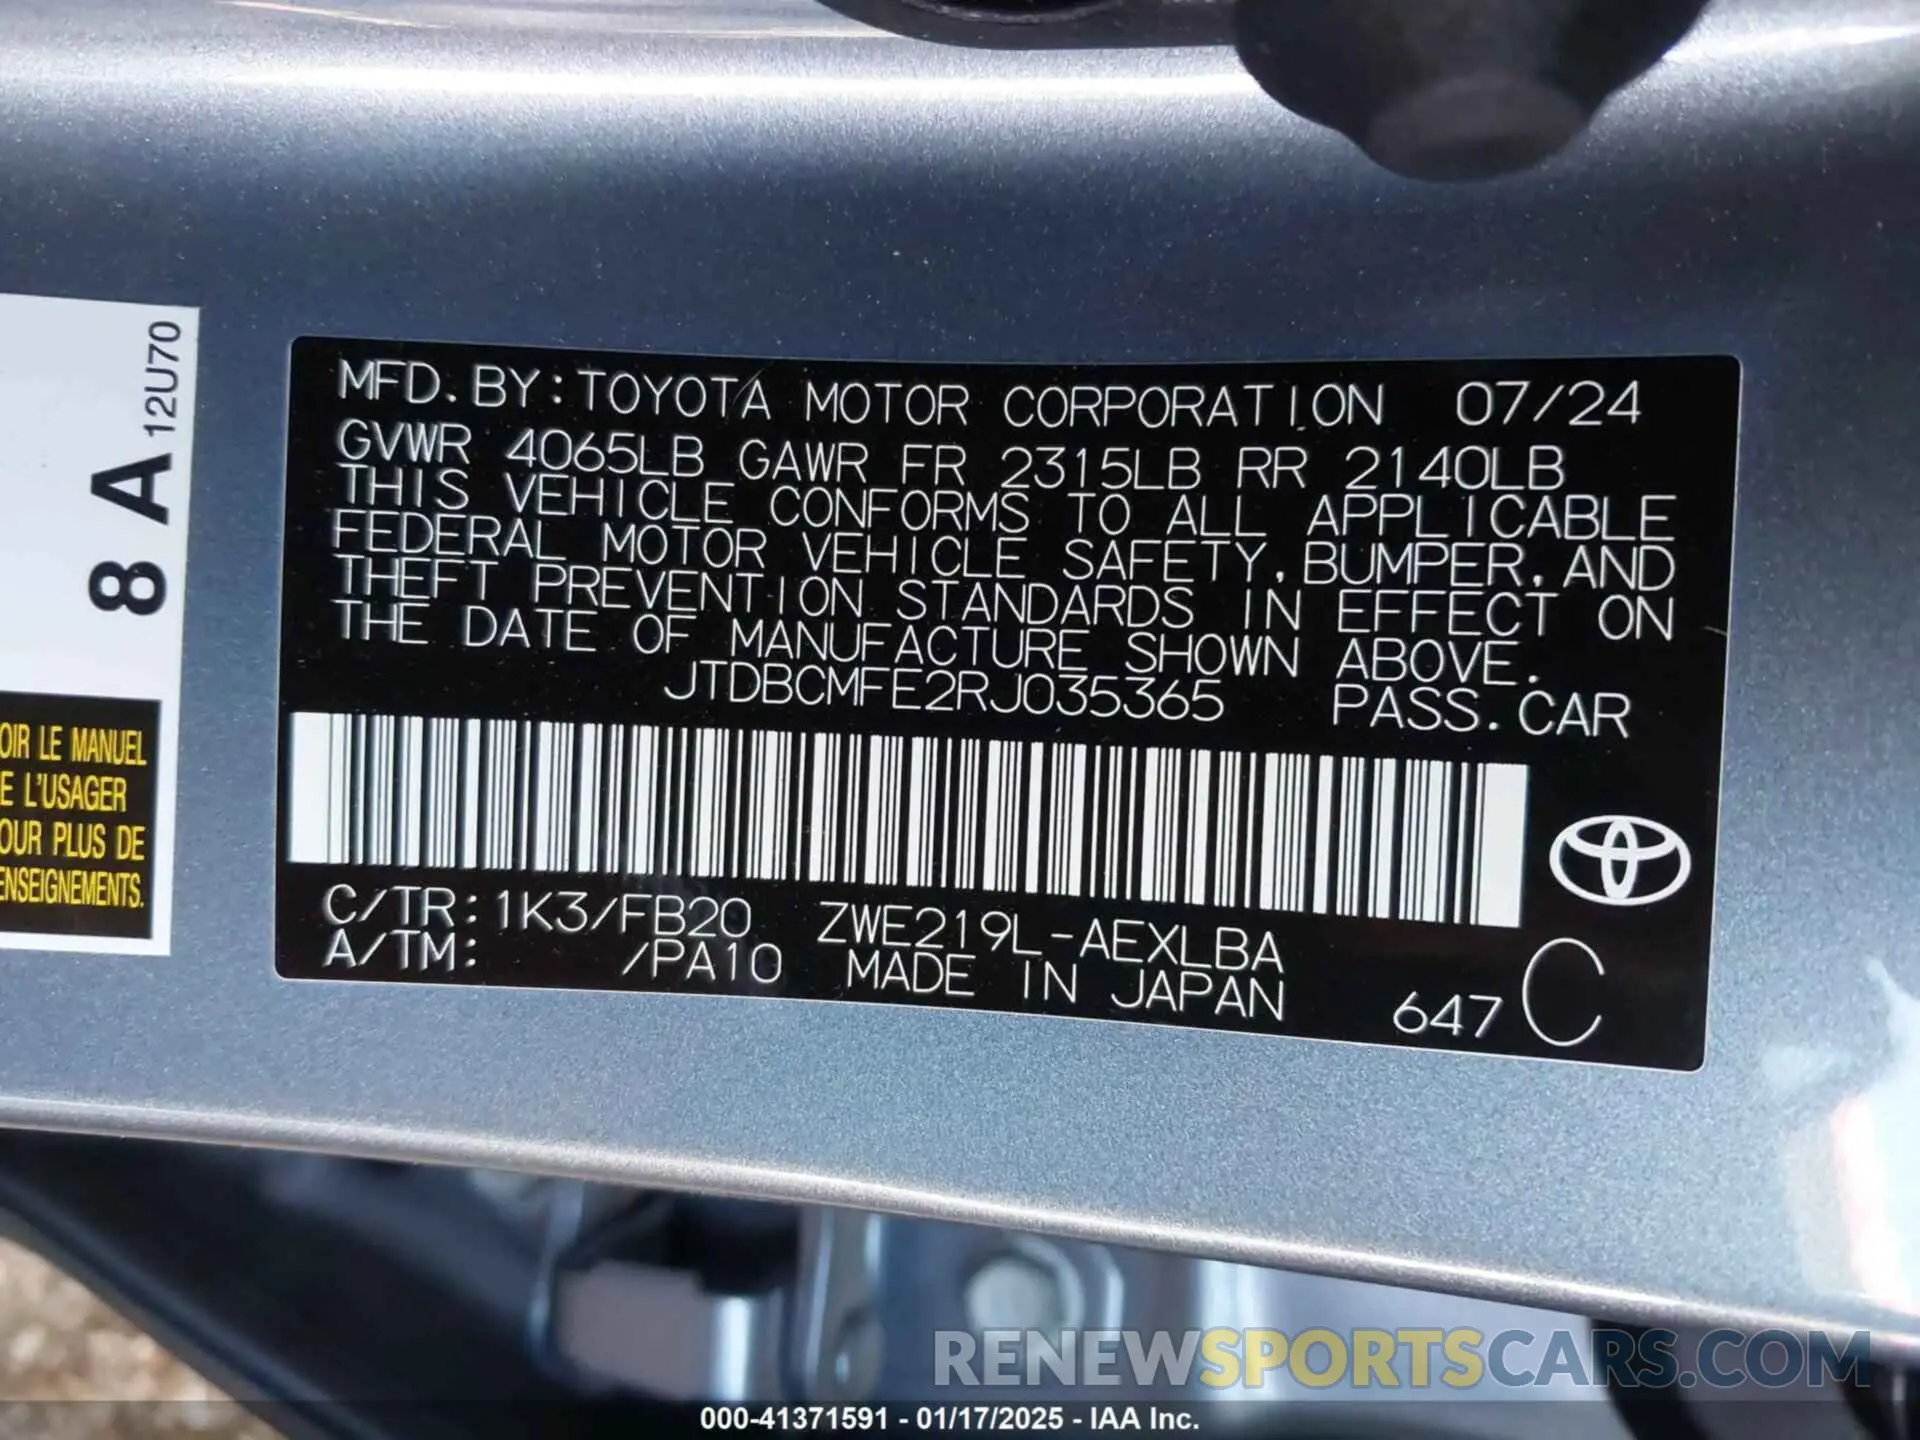 MFD. BY: TOYOTA MOTOR CORPORATION 07/24
GVWR 4065LB GAWR FR 2315LB RR 2140LB
THIS VEHICLE CONFORMS TO ALL APPLICABLE
FEDERAL MOTOR VEHICLE SAFETY, BUMPER, AND
THEFT PREVENTION STANDARDS IN EFFECT ON
THE DATE OF MANUFACTURE SHOWN ABOVE.
JTDBCMFE2RJ035365 PASS. CAR
C/TR: 1K3/FB20 ZWE219L-AEXLBA
A/TM: /PA10 MADE IN JAPAN 647 C
8 A 12U70
OIR LE MANUEL
E L'USAGER
OUR PLUS DE
ENSEIGNEMENTS.
RENEWSPORTSCARS.COM
000-41371591 - 01/17/2025 - IAA Inc.